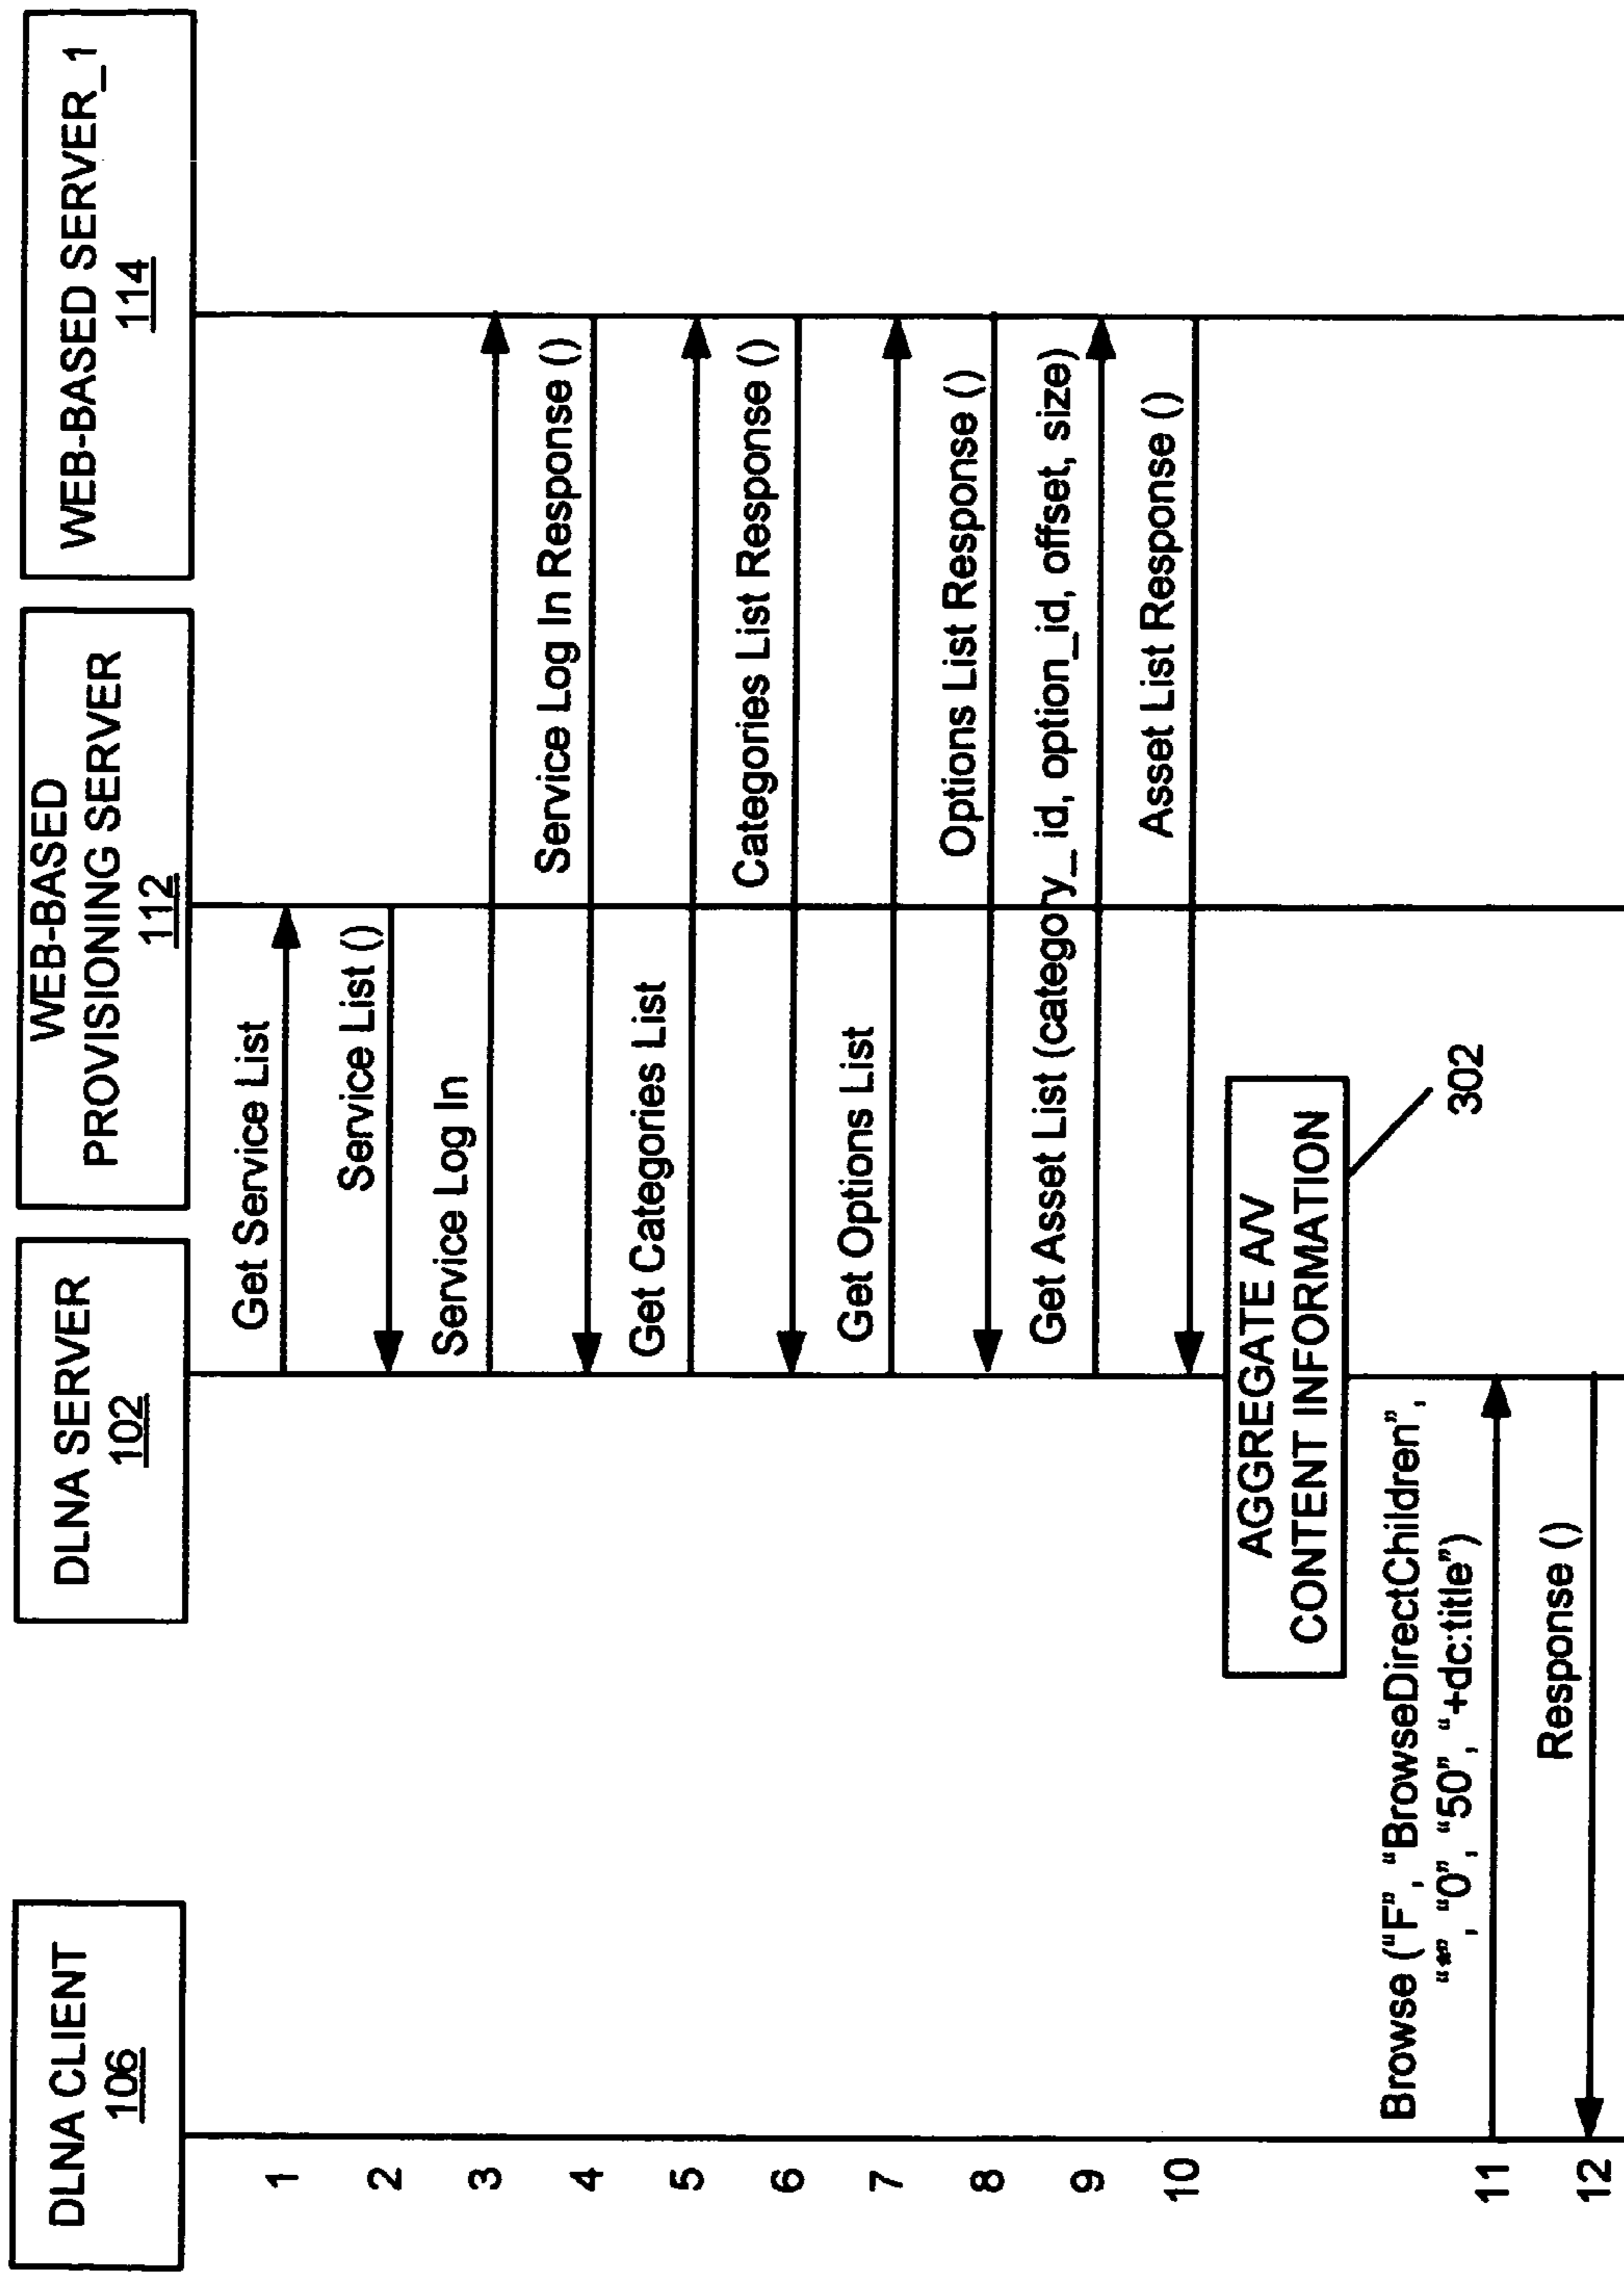 DLNA CLIENT
106
DLNA SERVER
102
WEB-BASED
PROVISIONING SERVER
112
WEB-BASED SERVER_1
114
1
Get Service List
2
Service List ()
3
Service Log In
4
Service Log In Response ()
5
Get Categories List
6
Categories List Response ()
7
Get Options List
8
Options List Response ()
9
Get Asset List (category_id, option_id, offset, size)
10
Asset List Response ()
AGGREGATE A/V
CONTENT INFORMATION
302
11
Browse (“F”, “BrowseDirectChildren”,
“*”, “0”, “50”, “+dc:title”)
12
Response ()